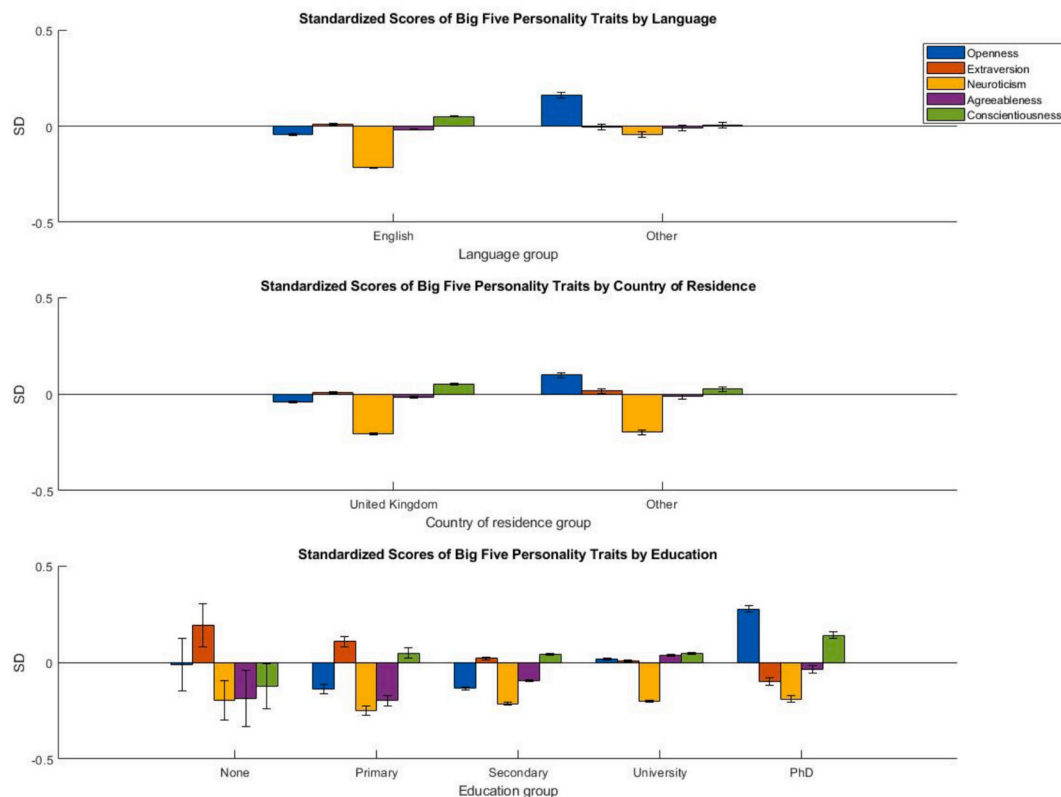 Standardized Scores of Big Five Personality Traits by Language
0.5
Openness
Extraversion
Neuroticism
Agreeableness
Conscientiousness
SD
0
-0.5
English
Other
Language group
Standardized Scores of Big Five Personality Traits by Country of Residence
0.5
SD
0
-0.5
United Kingdom
Other
Country of residence group
Standardized Scores of Big Five Personality Traits by Education
0.5
SD
0
-0.5
None
Primary
Secondary
University
PhD
Education group